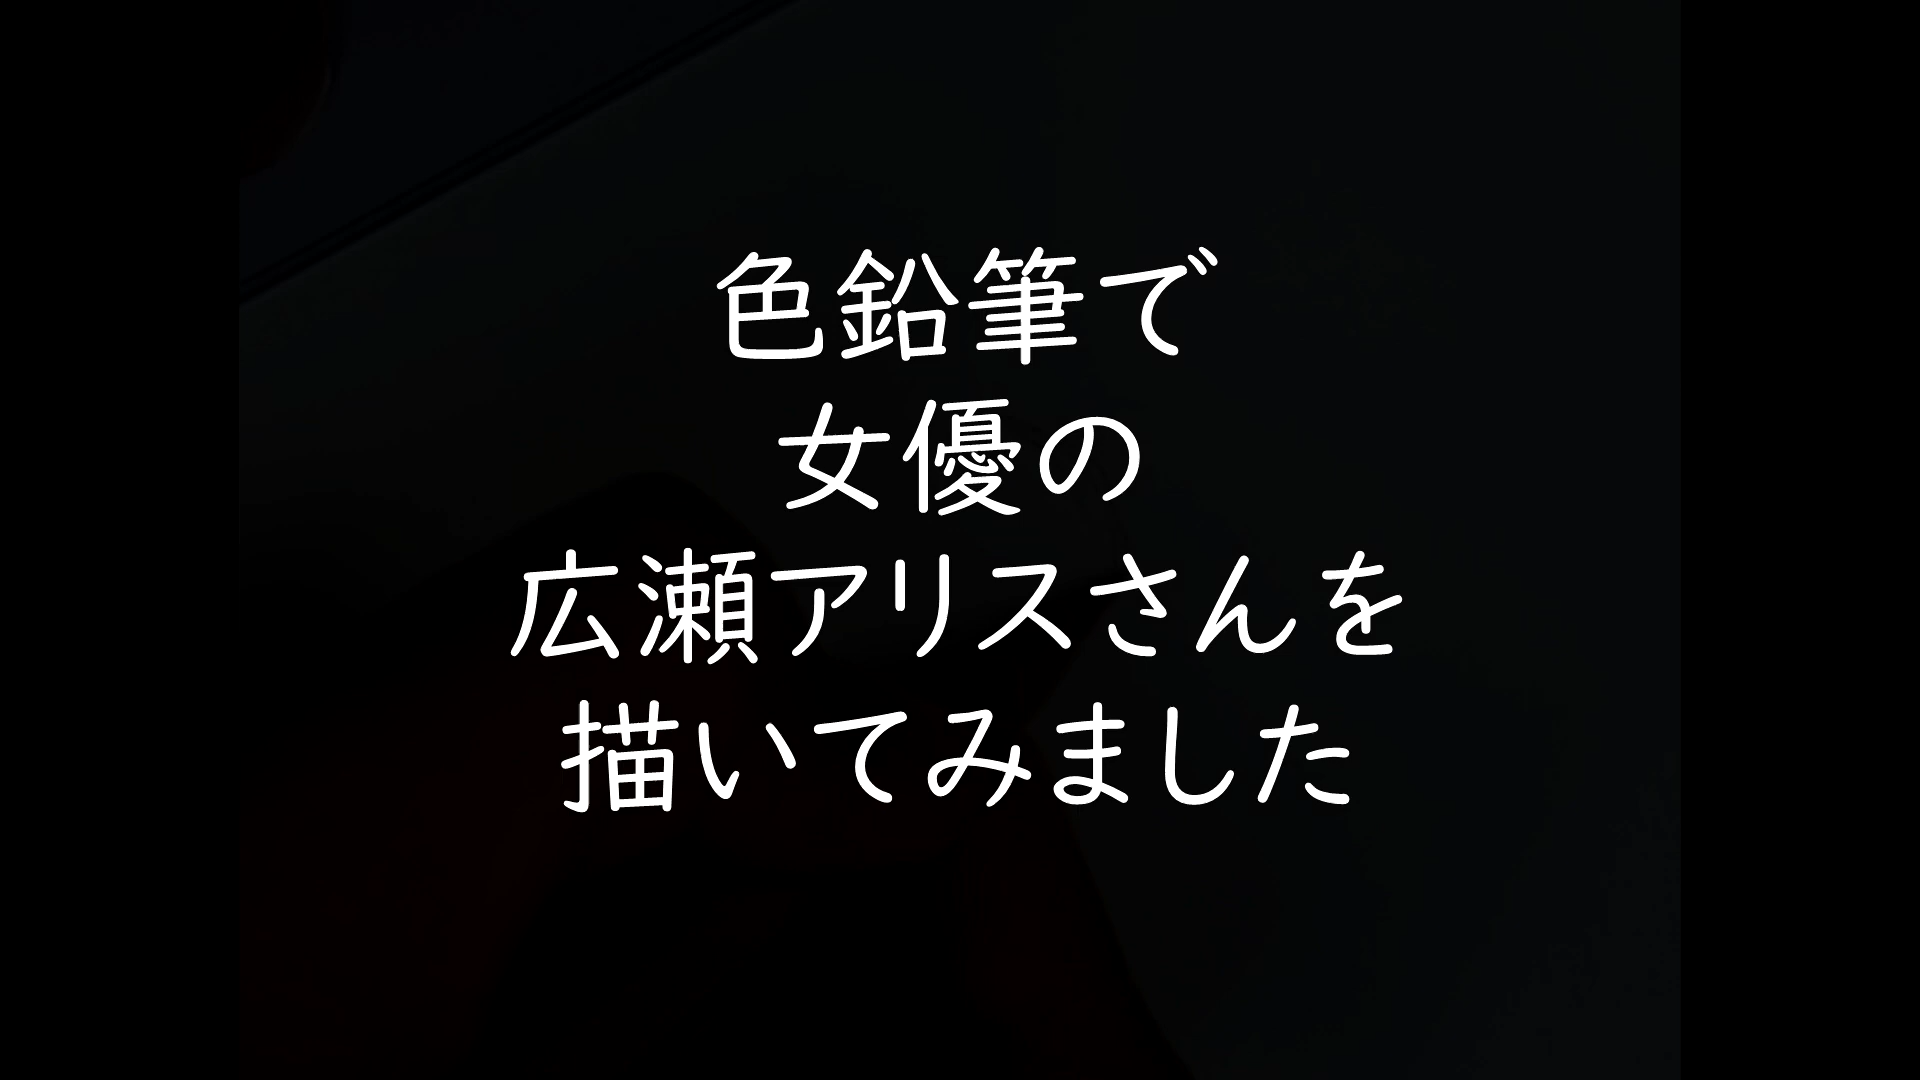 色鉛筆で
女優の
広瀬アリスさんを
描いてみました